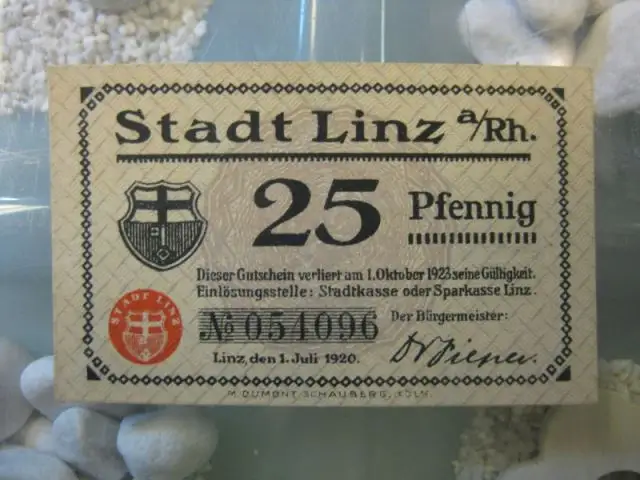 Stadt Linz a/Rh.
25 Pfennig
Dieser Gutschein verliert am 1. Oktober 1923 seine Gültigkeit.
Einlösungsstelle: Stadtkasse oder Sparkasse Linz.
STADT LINZ
№ 054096
Der Bürgermeister:
Linz, den 1. Juli 1920.
M. DUMONT SCHAUBERG, KÖLN.